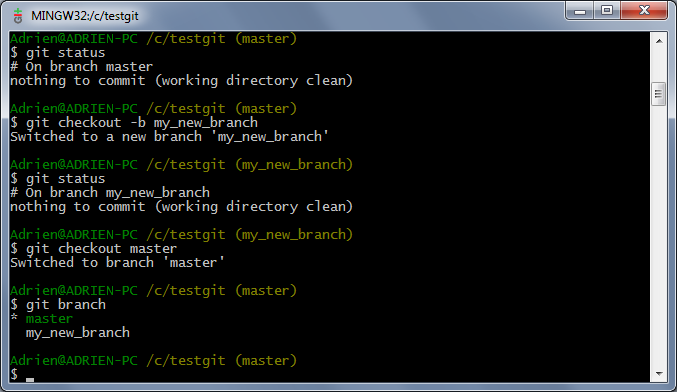 MINGW32:/c/testgit
Adrien@ADRIEN-PC /c/testgit (master)
$ git status
# On branch master
nothing to commit (working directory clean)
Adrien@ADRIEN-PC /c/testgit (master)
$ git checkout -b my_new_branch
Switched to a new branch 'my_new_branch'
Adrien@ADRIEN-PC /c/testgit (my_new_branch)
$ git status
# On branch my_new_branch
nothing to commit (working directory clean)
Adrien@ADRIEN-PC /c/testgit (my_new_branch)
$ git checkout master
Switched to branch 'master'
Adrien@ADRIEN-PC /c/testgit (master)
$ git branch
* master
  my_new_branch
Adrien@ADRIEN-PC /c/testgit (master)
$